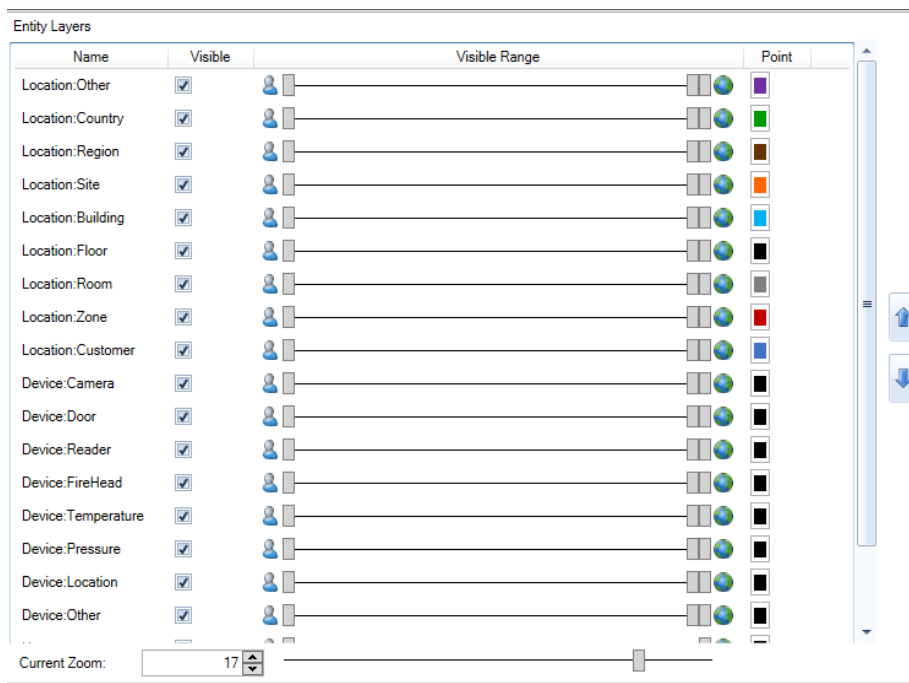 Entity Layers
Name Visible Visible Range Point
Location:Other
Location:Country
Location:Region
Location:Site
Location:Building
Location:Floor
Location:Room
Location:Zone
Location:Customer
Device:Camera
Device:Door
Device:Reader
Device:FireHead
Device:Temperature
Device:Pressure
Device:Location
Device:Other
Current Zoom: 17